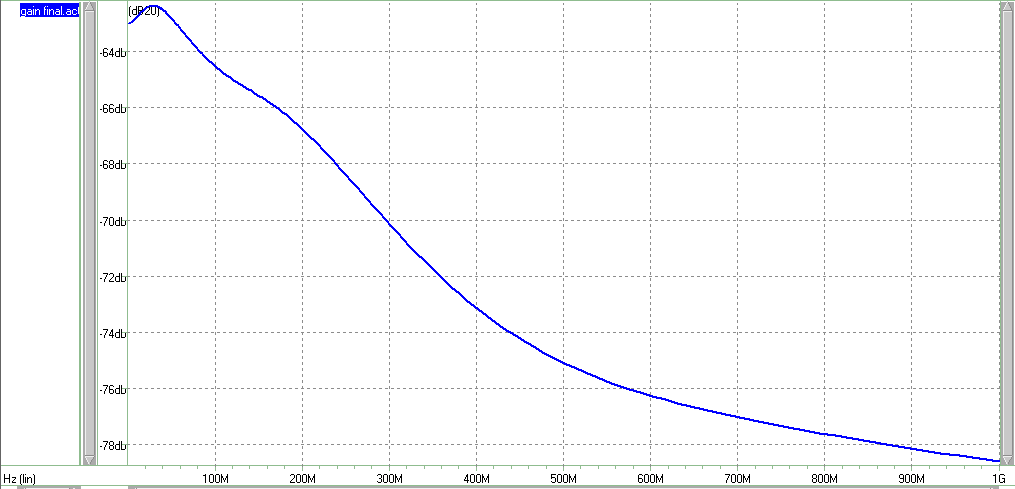 gain final.acl
(dB20)
-64db
-66db
-68db
-70db
-72db
-74db
-76db
-78db
Hz (lin) 100M 200M 300M 400M 500M 600M 700M 800M 900M 1G